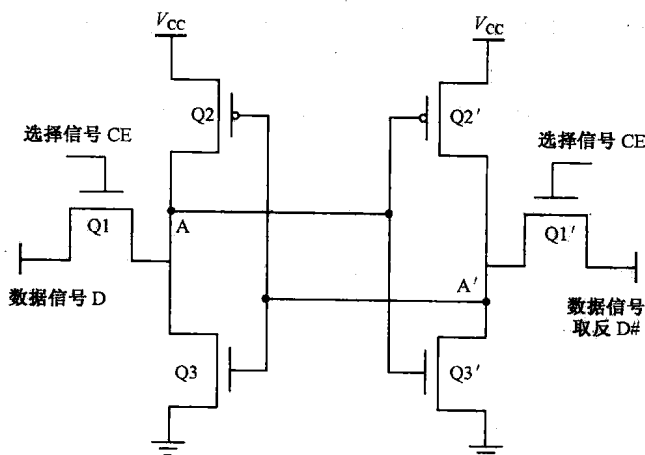 V_CC
V_CC
Q2
Q2′
选择信号 CE
选择信号 CE
Q1
A
Q1′
数据信号 D
A′
数据信号
取反 D#
Q3
Q3′